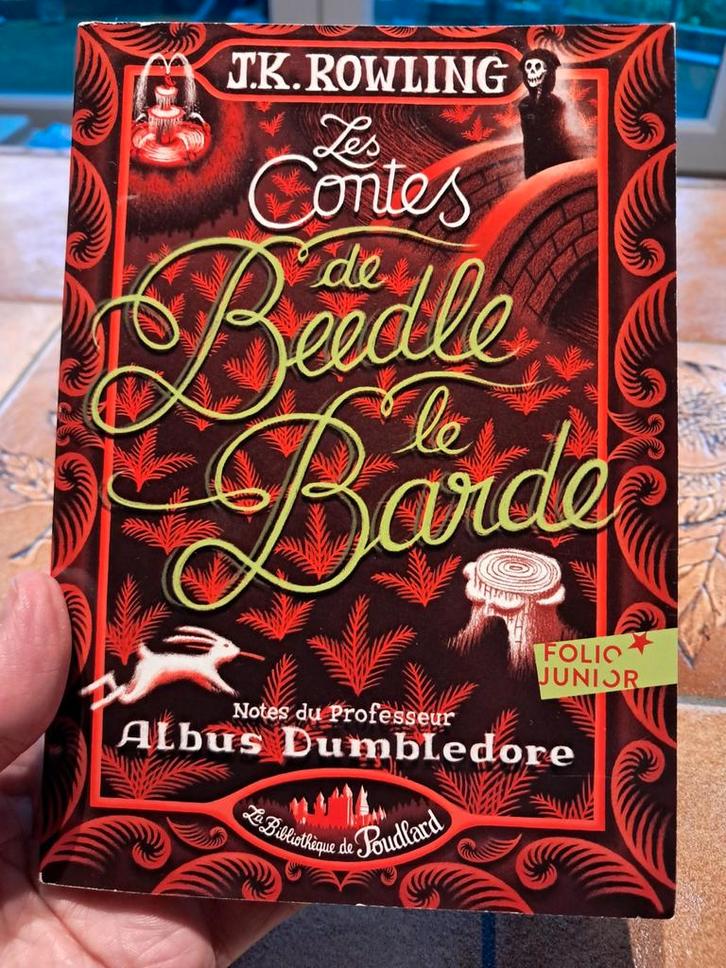 J.K. ROWLING
Les
Contes
de
Beedle
le
Barde
FOLIO
JUNIOR
Notes du Professeur
Albus Dumbledore
La Bibliothèque de Poudlard